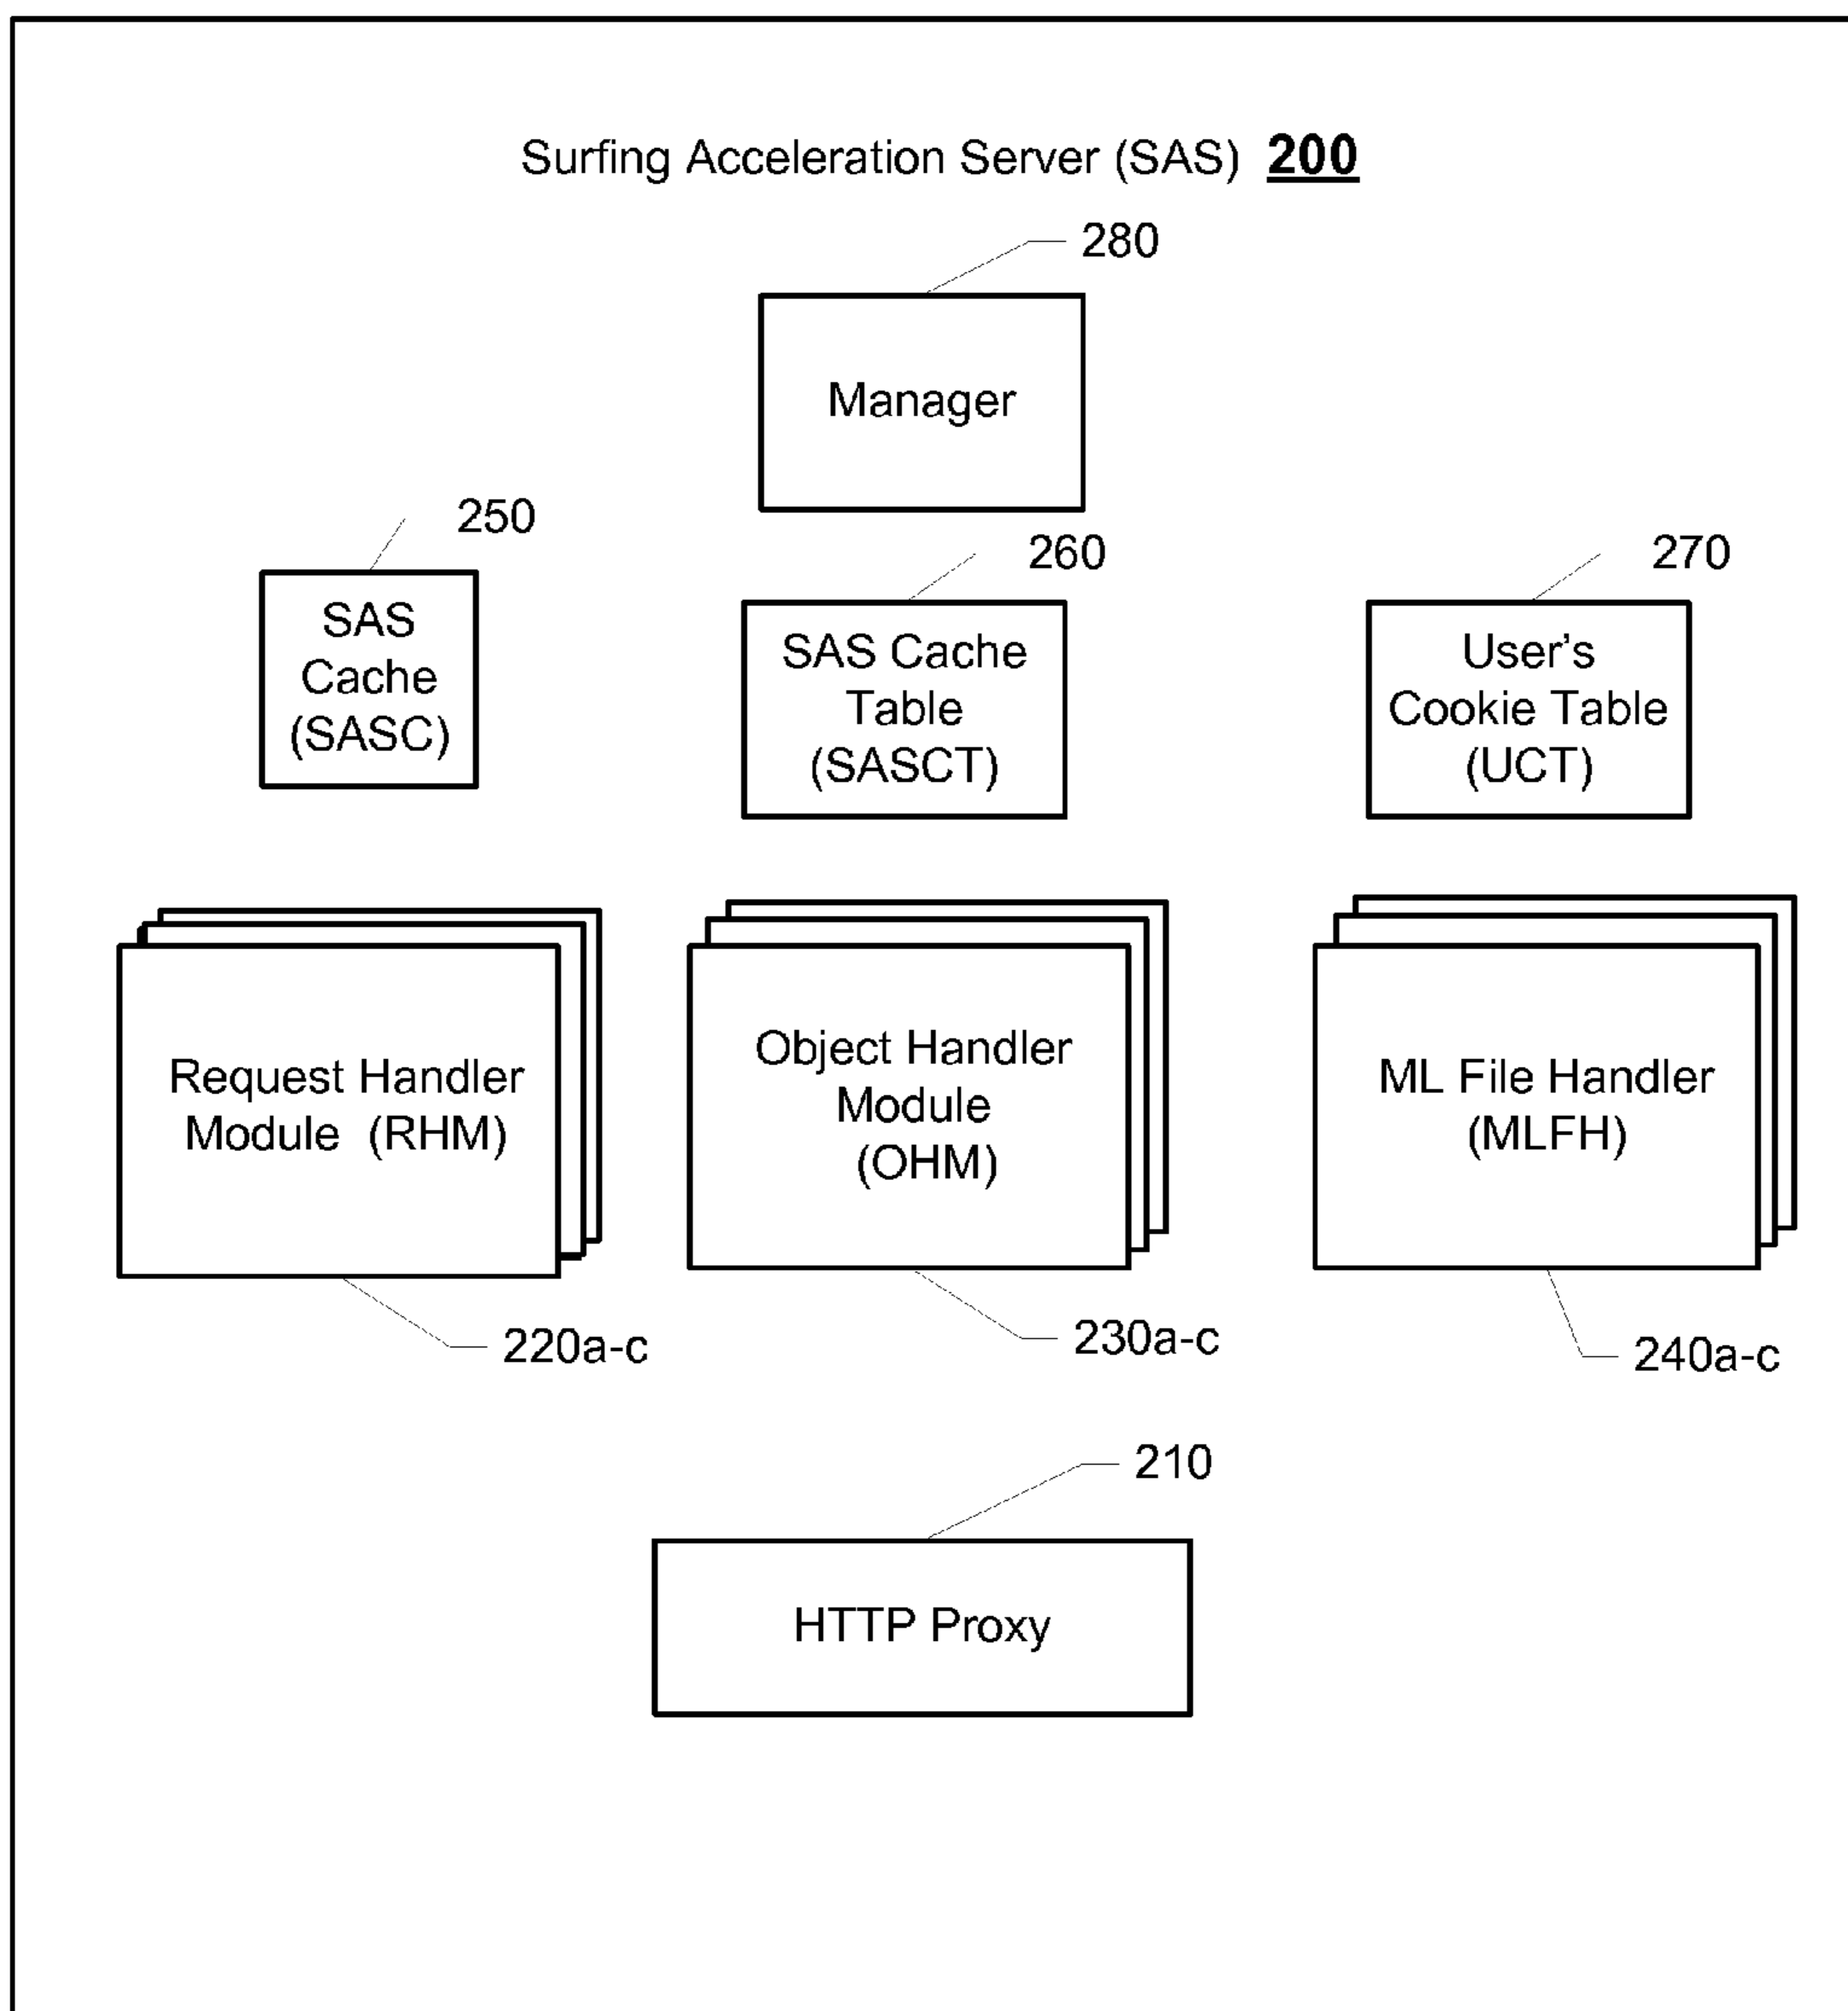 Surfing Acceleration Server (SAS) 200
280
Manager
250
SAS
Cache
(SASC)
260
SAS Cache
Table
(SASCT)
270
User's
Cookie Table
(UCT)
Request Handler
Module (RHM)
220a-c
Object Handler
Module
(OHM)
230a-c
ML File Handler
(MLFH)
240a-c
210
HTTP Proxy